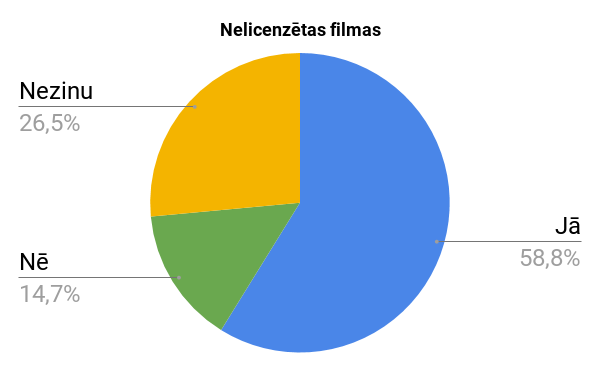 Nelicenzētas filmas
Nezinu
26,5%
Jā
58,8%
Nē
14,7%